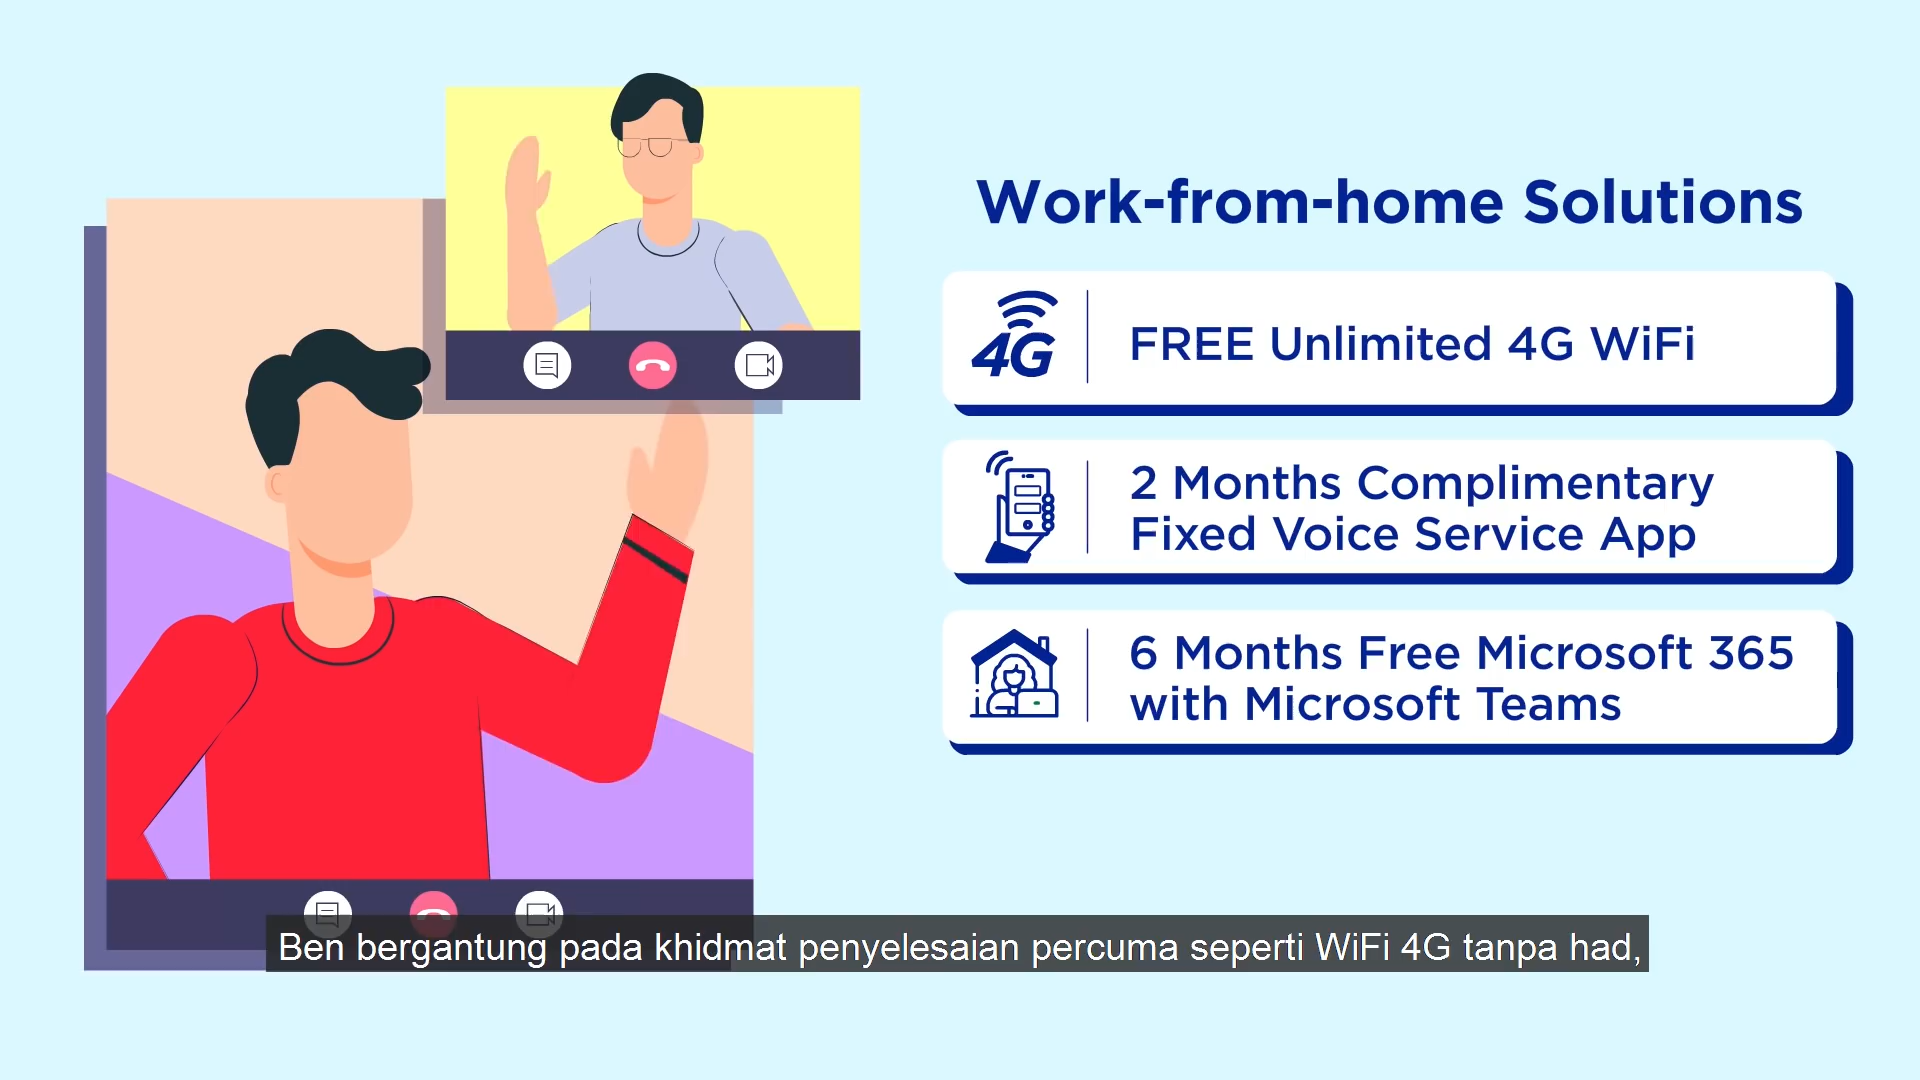 Work-from-home Solutions
4G
FREE Unlimited 4G WiFi
2 Months Complimentary
Fixed Voice Service App
6 Months Free Microsoft 365
with Microsoft Teams
Ben bergantung pada khidmat penyelesaian percuma seperti WiFi 4G tanpa had,